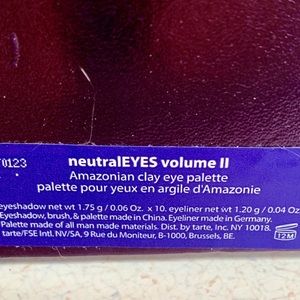 0123
neutralEYES volume II
Amazonian clay eye palette
palette pour yeux en argile d'Amazonie
eyeshadow net wt 1.75 g / 0.06 Oz. x 10. eyeliner net wt 1.20 g / 0.04 Oz
Eyeshadow, brush, & palette made in China. Eyeliner made in Germany.
Palette made of all man made materials. Dist. by tarte, Inc. NY 10018.
tarte/FSE Intl. NV/SA, 9 Rue du Moniteur, B-1000, Brussels, BE.
12M